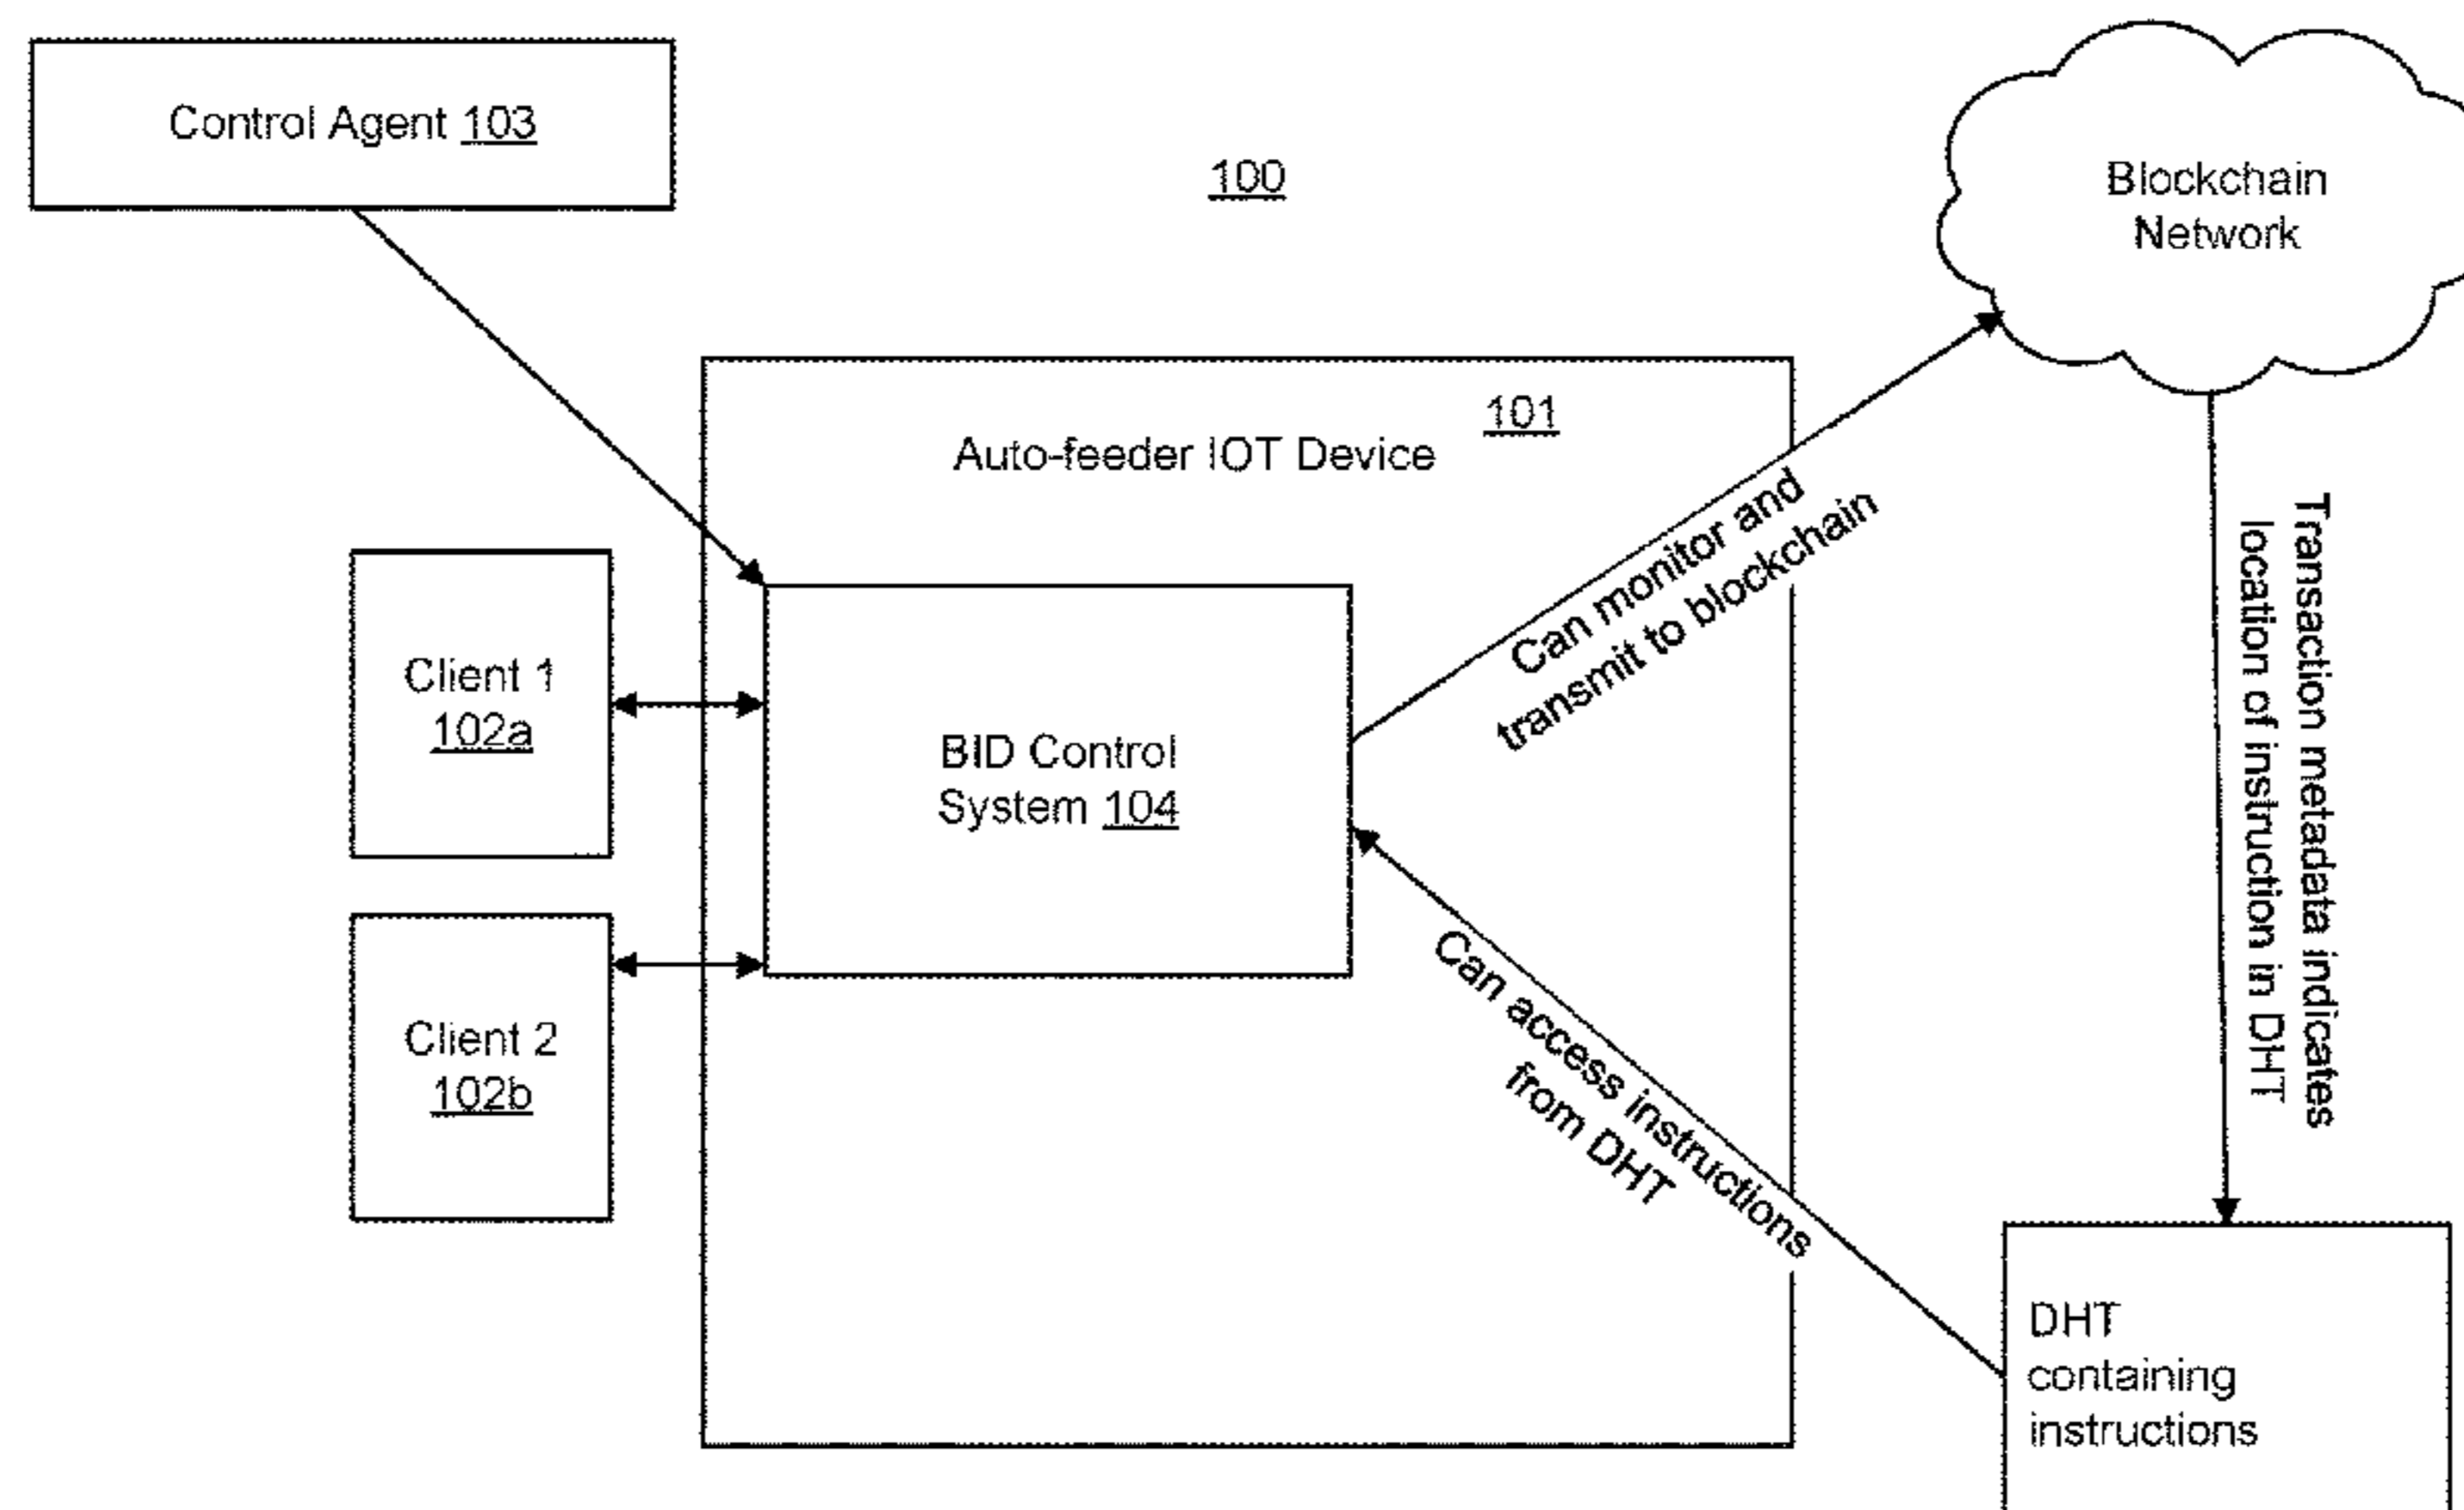 Control Agent 103
100
Blockchain
Network
101
Auto-feeder IOT Device
Can monitor and
transmit to blockchain
Transaction metadata indicates
location of instruction in DHT
Client 1
102a
BID Control
System 104
Client 2
102b
Can access instructions
from DHT
DHT
containing
instructions